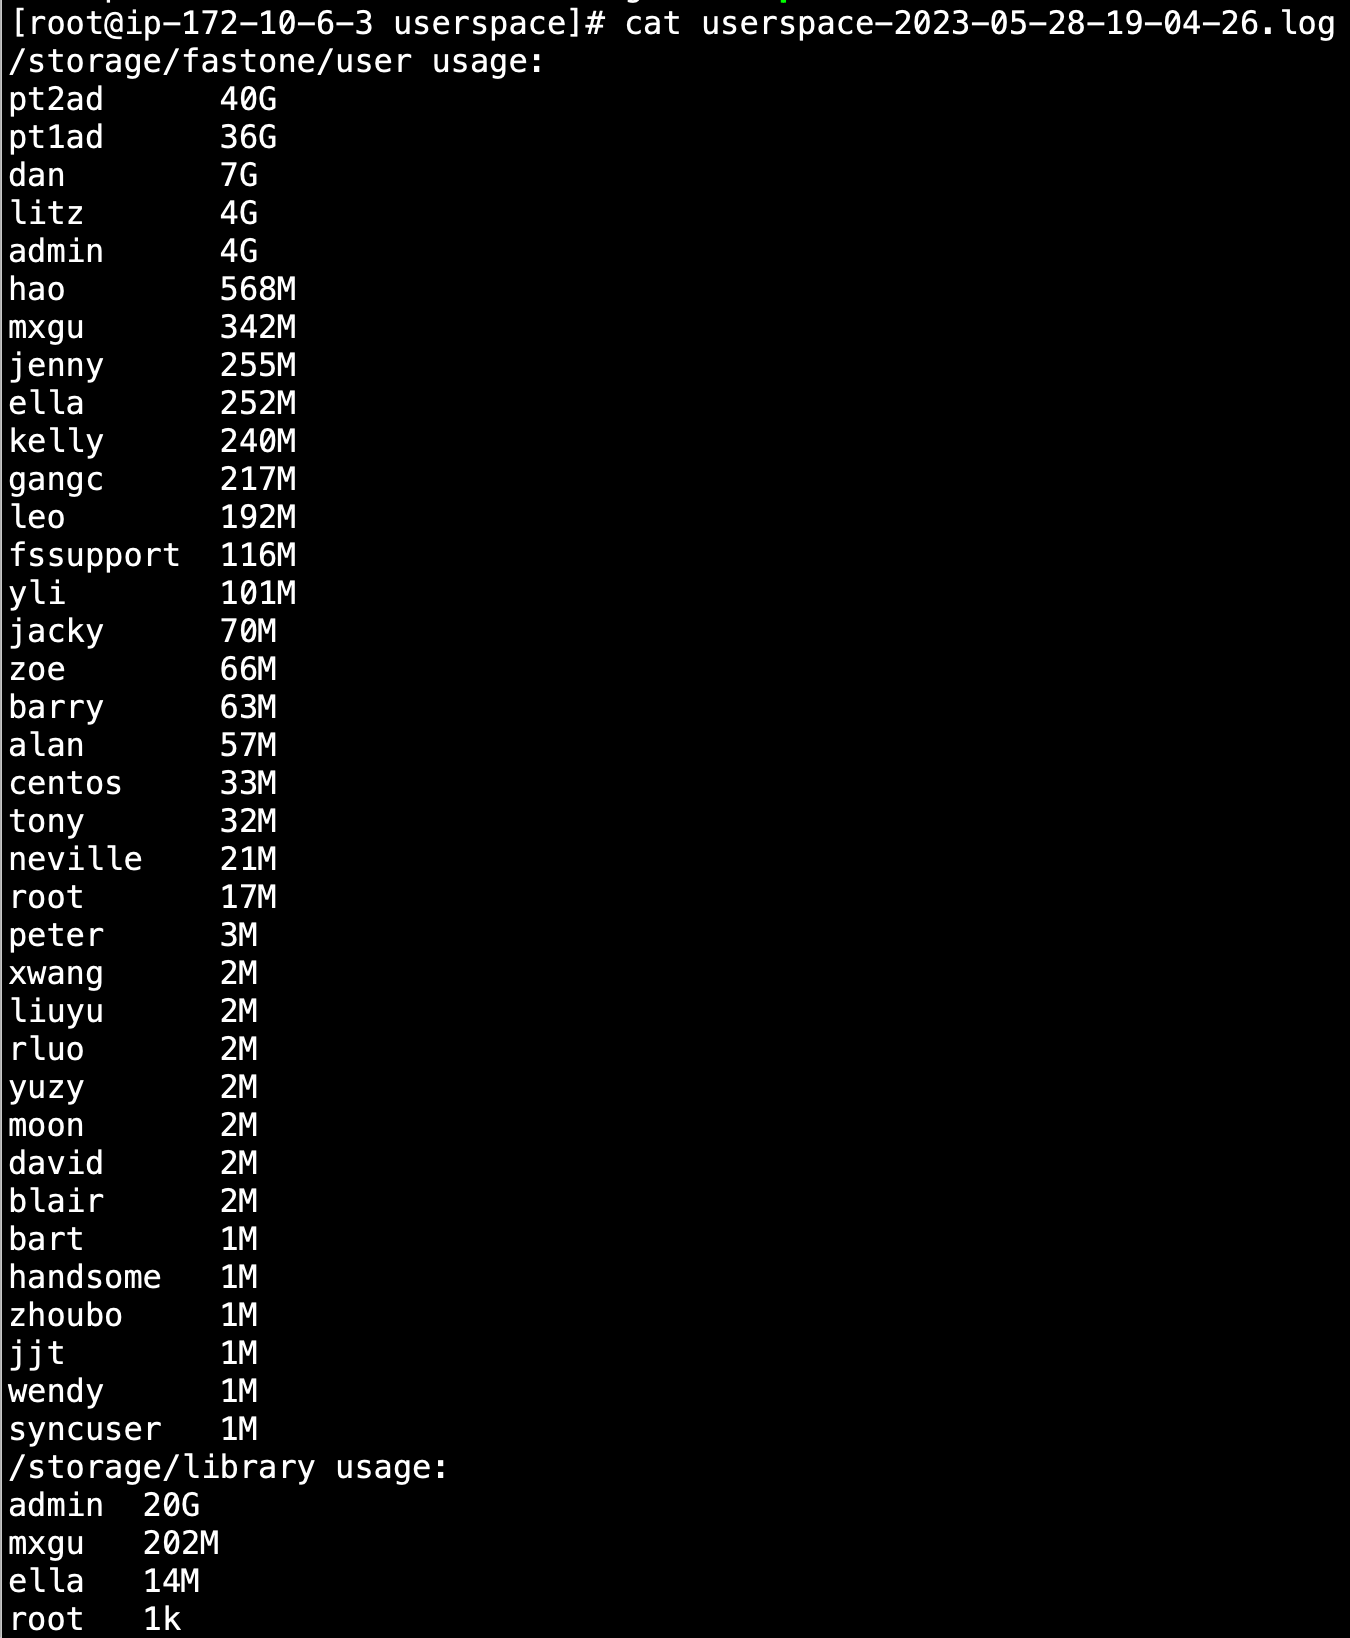 [root@ip-172-10-6-3 userspace]# cat userspace-2023-05-28-19-04-26.log
/storage/fastone/user usage:
pt2ad      40G
pt1ad      36G
dan        7G
litz       4G
admin      4G
hao        568M
mxgu       342M
jenny      255M
ella       252M
kelly      240M
gangc      217M
leo        192M
fssupport  116M
yli        101M
jacky      70M
zoe        66M
barry      63M
alan       57M
centos     33M
tony       32M
neville    21M
root       17M
peter      3M
xwang      2M
liuyu      2M
rluo       2M
yuzy       2M
moon       2M
david      2M
blair      2M
bart       1M
handsome   1M
zhoubo     1M
jjt        1M
wendy      1M
syncuser   1M
/storage/library usage:
admin  20G
mxgu   202M
ella   14M
root   1k